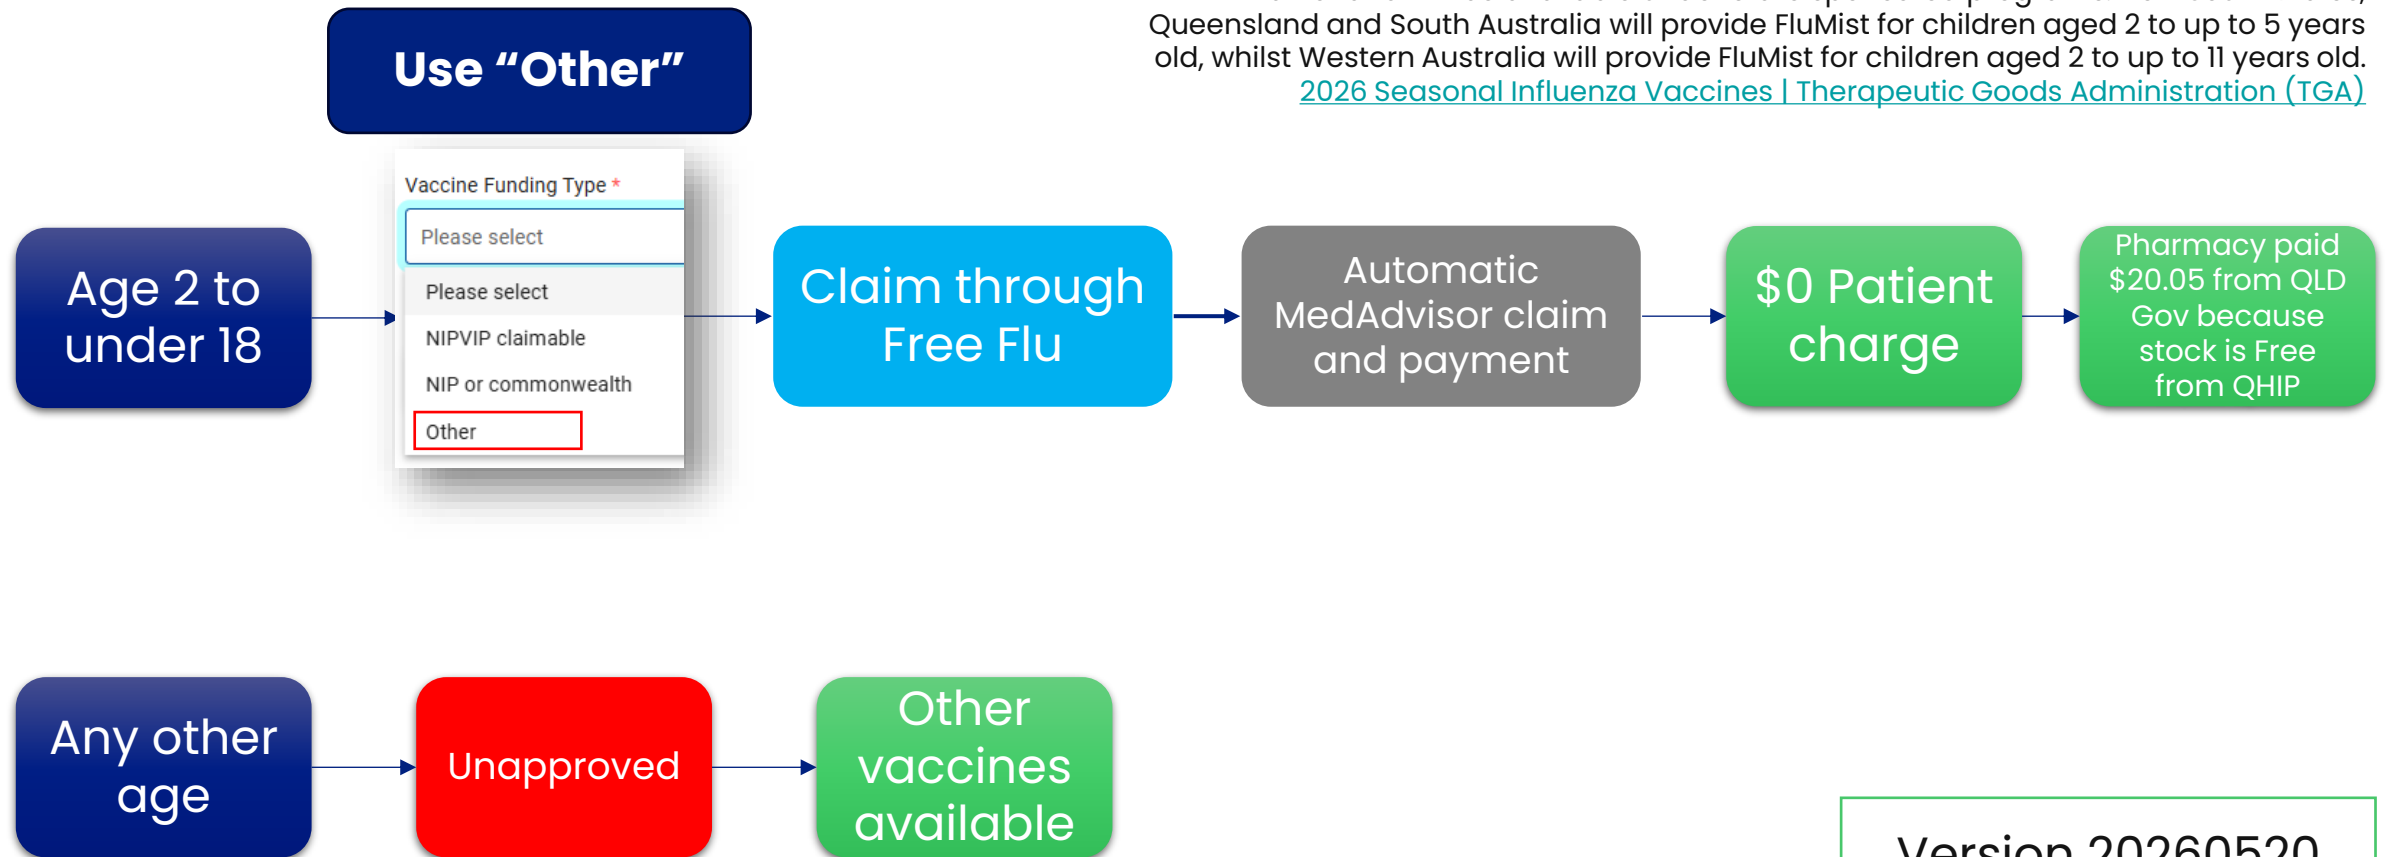 Queensland and South Australia will provide FluMist for children aged 2 to up to 5 years
old, whilst Western Australia will provide FluMist for children aged 2 to up to 11 years old.
2026 Seasonal Influenza Vaccines | Therapeutic Goods Administration (TGA)
Use “Other”
Vaccine Funding Type *
Please select
Please select
NIPVIP claimable
NIP or commonwealth
Other
Age 2 to
under 18
Claim through
Free Flu
Automatic
MedAdvisor claim
and payment
$0 Patient
charge
Pharmacy paid
$20.05 from QLD
Gov because
stock is Free
from QHIP
Any other
age
Unapproved
Other
vaccines
available
Version 20260520